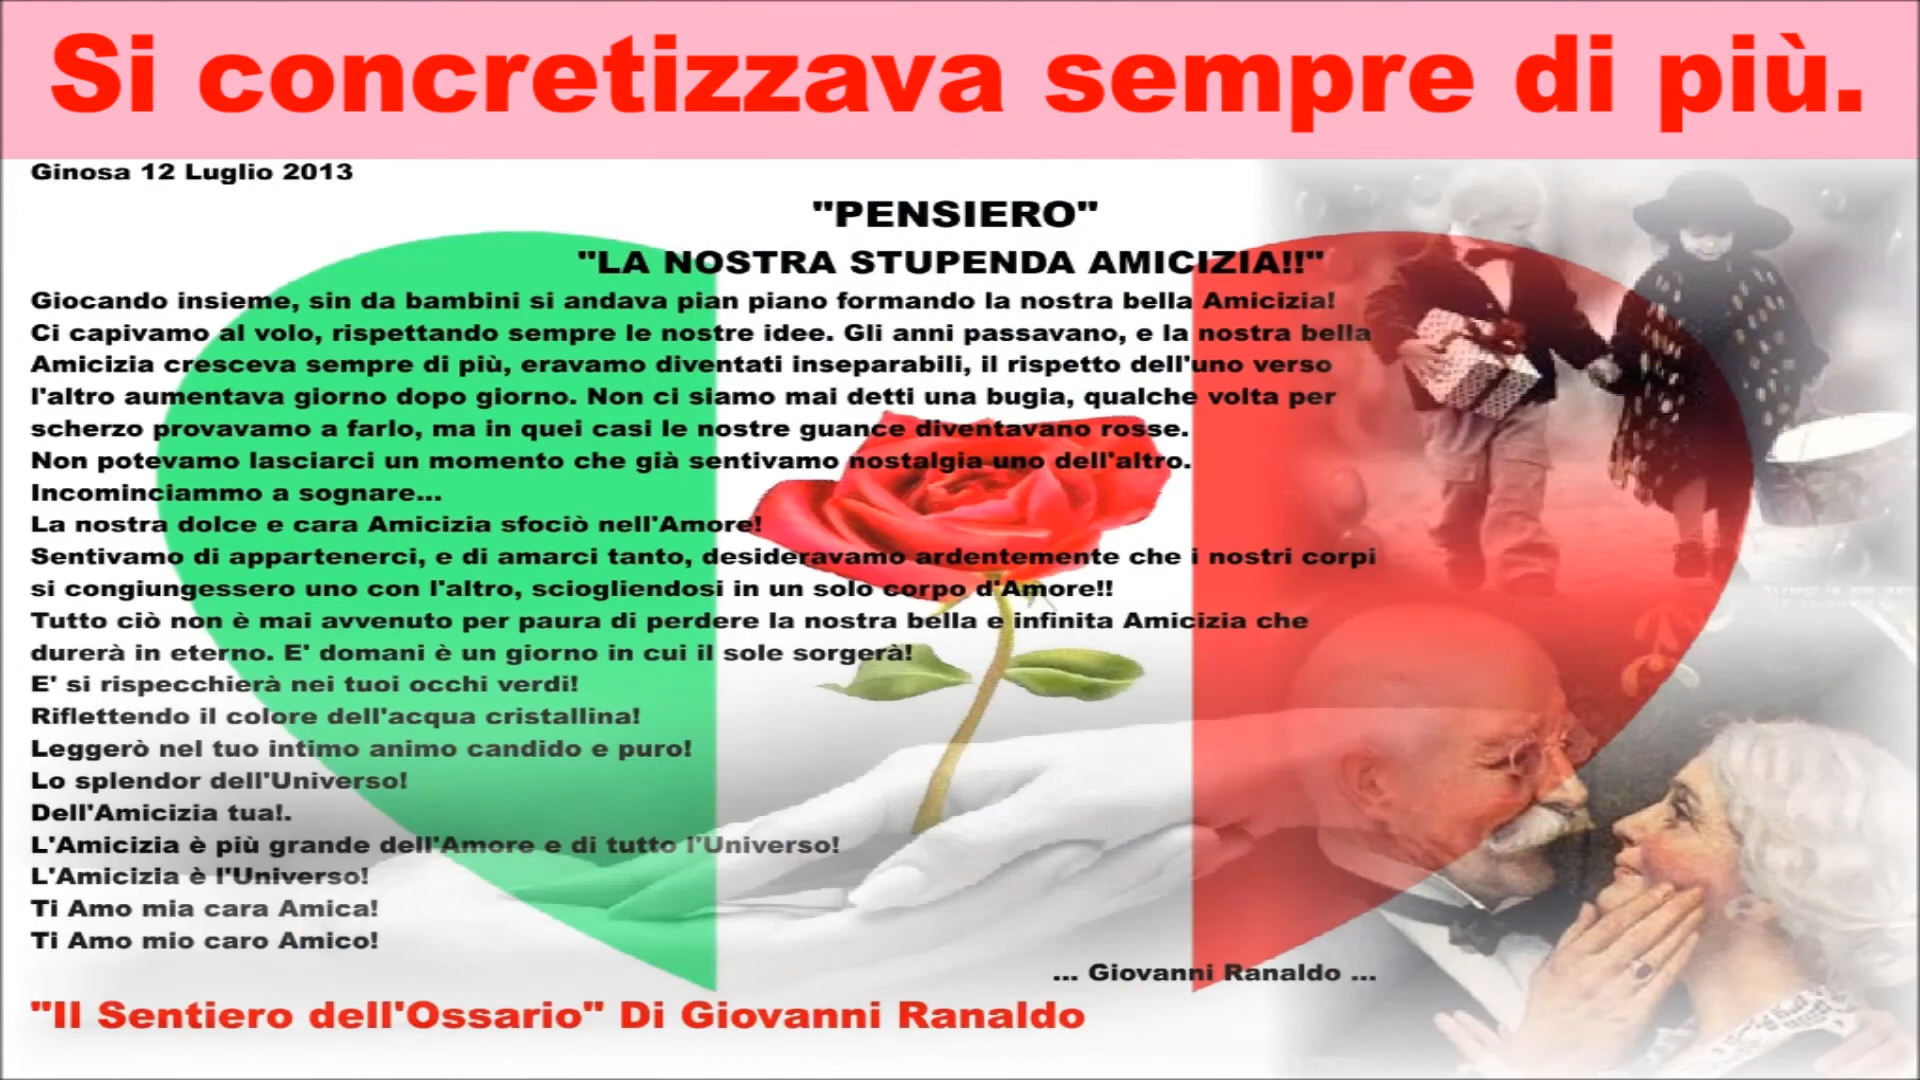 Si concretizzava sempre di più.
Ginosa 12 Luglio 2013
"PENSIERO"
"LA NOSTRA STUPENDA AMICIZIA!!"
Giocando insieme, sin da bambini si andava pian piano formando la nostra bella Amicizia!
Ci capivamo al volo, rispettando sempre le nostre idee. Gli anni passavano, e la nostra bella
Amicizia cresceva sempre di più, eravamo diventati inseparabili, il rispetto dell'uno verso
l'altro aumentava giorno dopo giorno. Non ci siamo mai detti una bugia, qualche volta per
scherzo provavamo a farlo, ma in quei casi le nostre guance diventavano rosse.
Non potevamo lasciarci un momento che già sentivamo nostalgia uno dell'altro.
Incominciammo a sognare...
La nostra dolce e cara Amicizia sfociò nell'Amore!
Sentivamo di appartenerci, e di amarci tanto, desideravamo ardentemente che i nostri corpi
si congiungessero uno con l'altro, sciogliendosi in un solo corpo d'Amore!!
Tutto ciò non è mai avvenuto per paura di perdere la nostra bella e infinita Amicizia che
durerà in eterno. E' domani è un giorno in cui il sole sorgerà!
E' si rispecchierà nei tuoi occhi verdi!
Riflettendo il colore dell'acqua cristallina!
Leggerò nel tuo intimo animo candido e puro!
Lo splendor dell'Universo!
Dell'Amicizia tua!.
L'Amicizia è più grande dell'Amore e di tutto l'Universo!
L'Amicizia è l'Universo!
Ti Amo mia cara Amica!
Ti Amo mio caro Amico!
... Giovanni Ranaldo ...
"Il Sentiero dell'Ossario" Di Giovanni Ranaldo